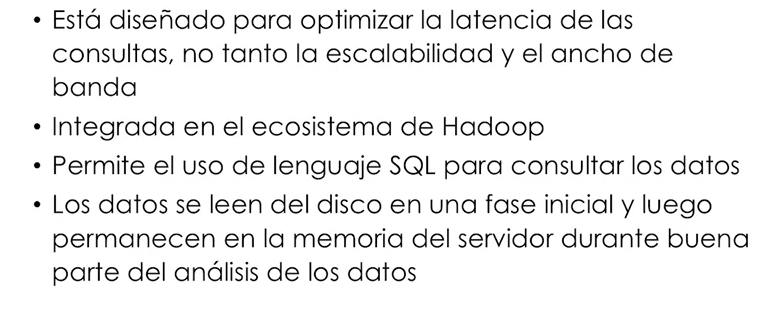 • Está diseñado para optimizar la latencia de las
consultas, no tanto la escalabilidad y el ancho de
banda
• Integrada en el ecosistema de Hadoop
• Permite el uso de lenguaje SQL para consultar los datos
• Los datos se leen del disco en una fase inicial y luego
permanecen en la memoria del servidor durante buena
parte del análisis de los datos